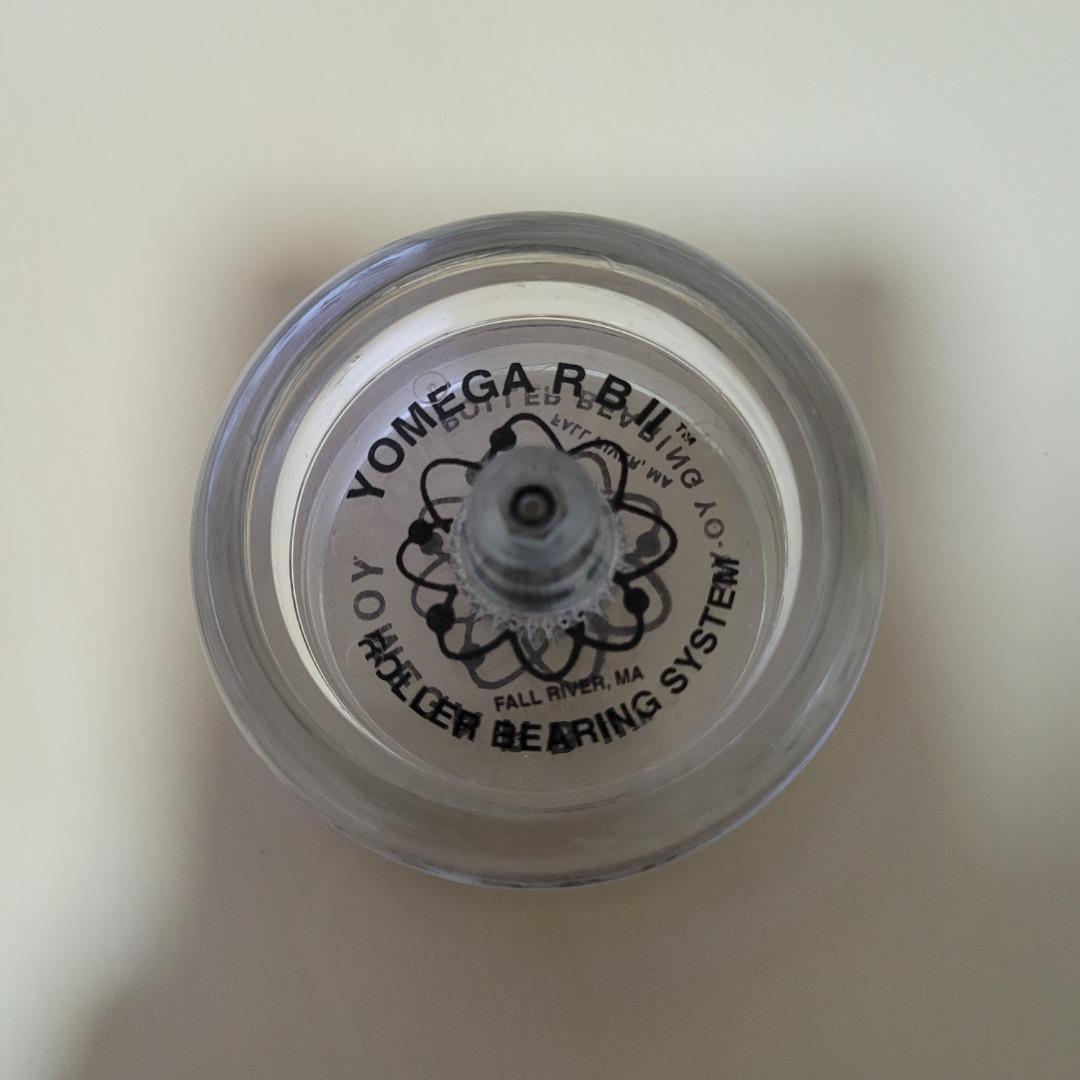 YOMEGA RB II™
FALL RIVER, MA
ROLLER BEARING SYSTEM